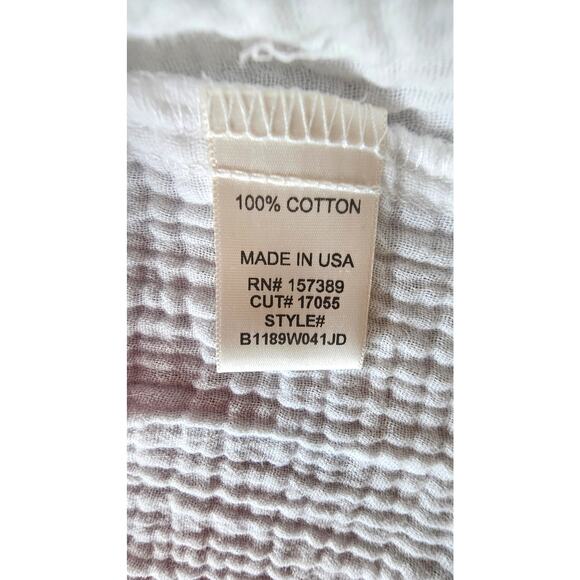 100% COTTON
MADE IN USA
RN# 157389
CUT# 17055
STYLE#
B1189W041JD